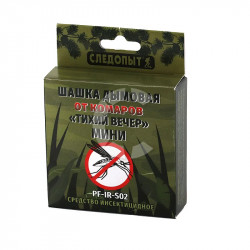 СЛЕДОПЫТ
ШАШКА ДЫМОВАЯ
ОТ КОМАРОВ
«ТИХИЙ ВЕЧЕР»
МИНИ
PF-IR-S02
СРЕДСТВО ИНСЕКТИЦИДНОЕ